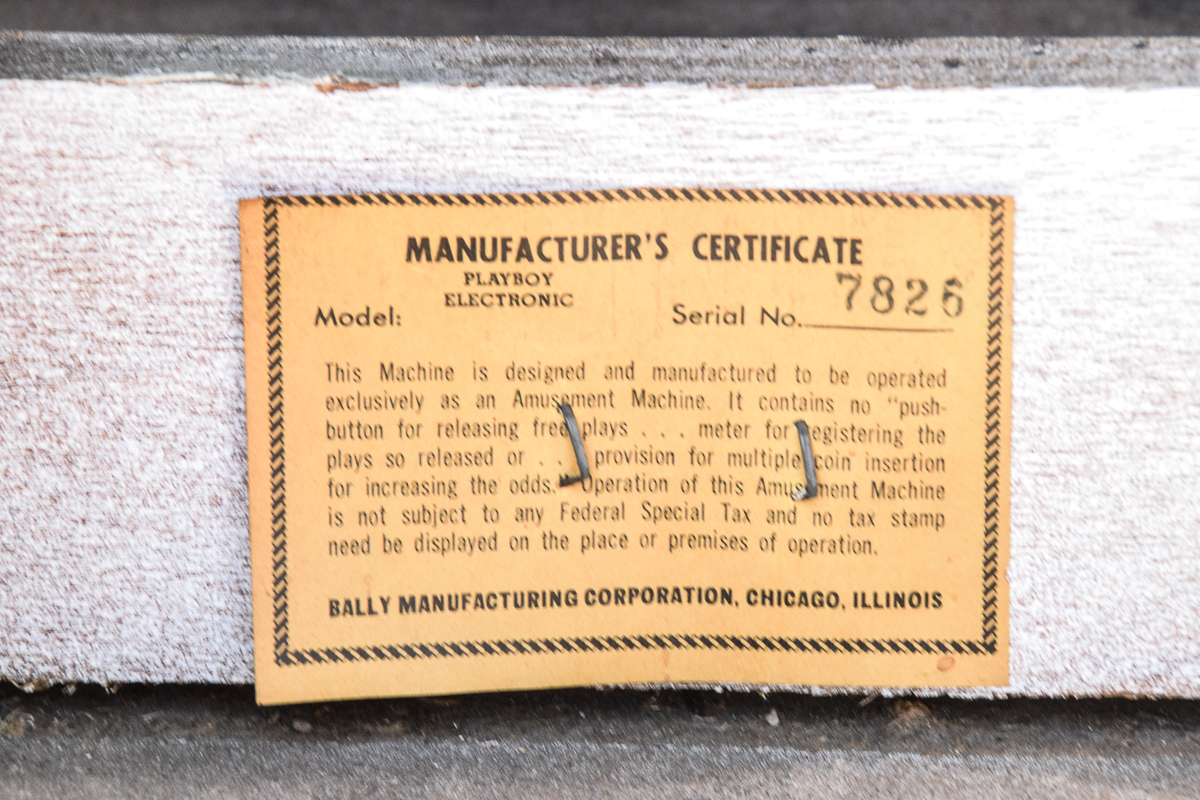 MANUFACTURER'S CERTIFICATE
PLAYBOY
ELECTRONIC
Model: Serial No. 7826
This Machine is designed and manufactured to be operated
exclusively as an Amusement Machine. It contains no "push-
button for releasing free plays . . . meter for registering the
plays so released or . . . provision for multiple coin insertion
for increasing the odds." Operation of this Amusement Machine
is not subject to any Federal Special Tax and no tax stamp
need be displayed on the place or premises of operation.
BALLY MANUFACTURING CORPORATION, CHICAGO, ILLINOIS